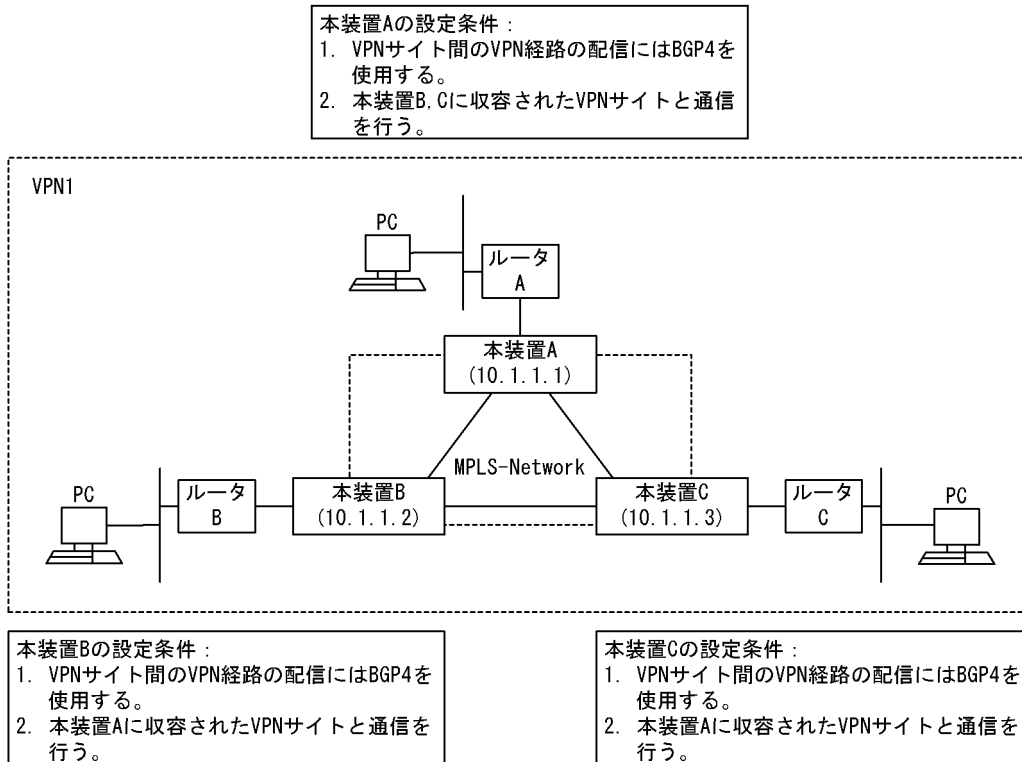 本装置Aの設定条件：
1. VPNサイト間のVPN経路の配信にはBGP4を
使用する。
2. 本装置B,Cに収容されたVPNサイトと通信
を行う。
VPN1
PC
ルータ
A
本装置A
(10.1.1.1)
MPLS-Network
PC
ルータ
B
本装置B
(10.1.1.2)
本装置C
(10.1.1.3)
ルータ
C
PC
本装置Bの設定条件：
1. VPNサイト間のVPN経路の配信にはBGP4を
使用する。
2. 本装置Aに収容されたVPNサイトと通信を
行う。
本装置Cの設定条件：
1. VPNサイト間のVPN経路の配信にはBGP4を
使用する。
2. 本装置Aに収容されたVPNサイトと通信を
行う。